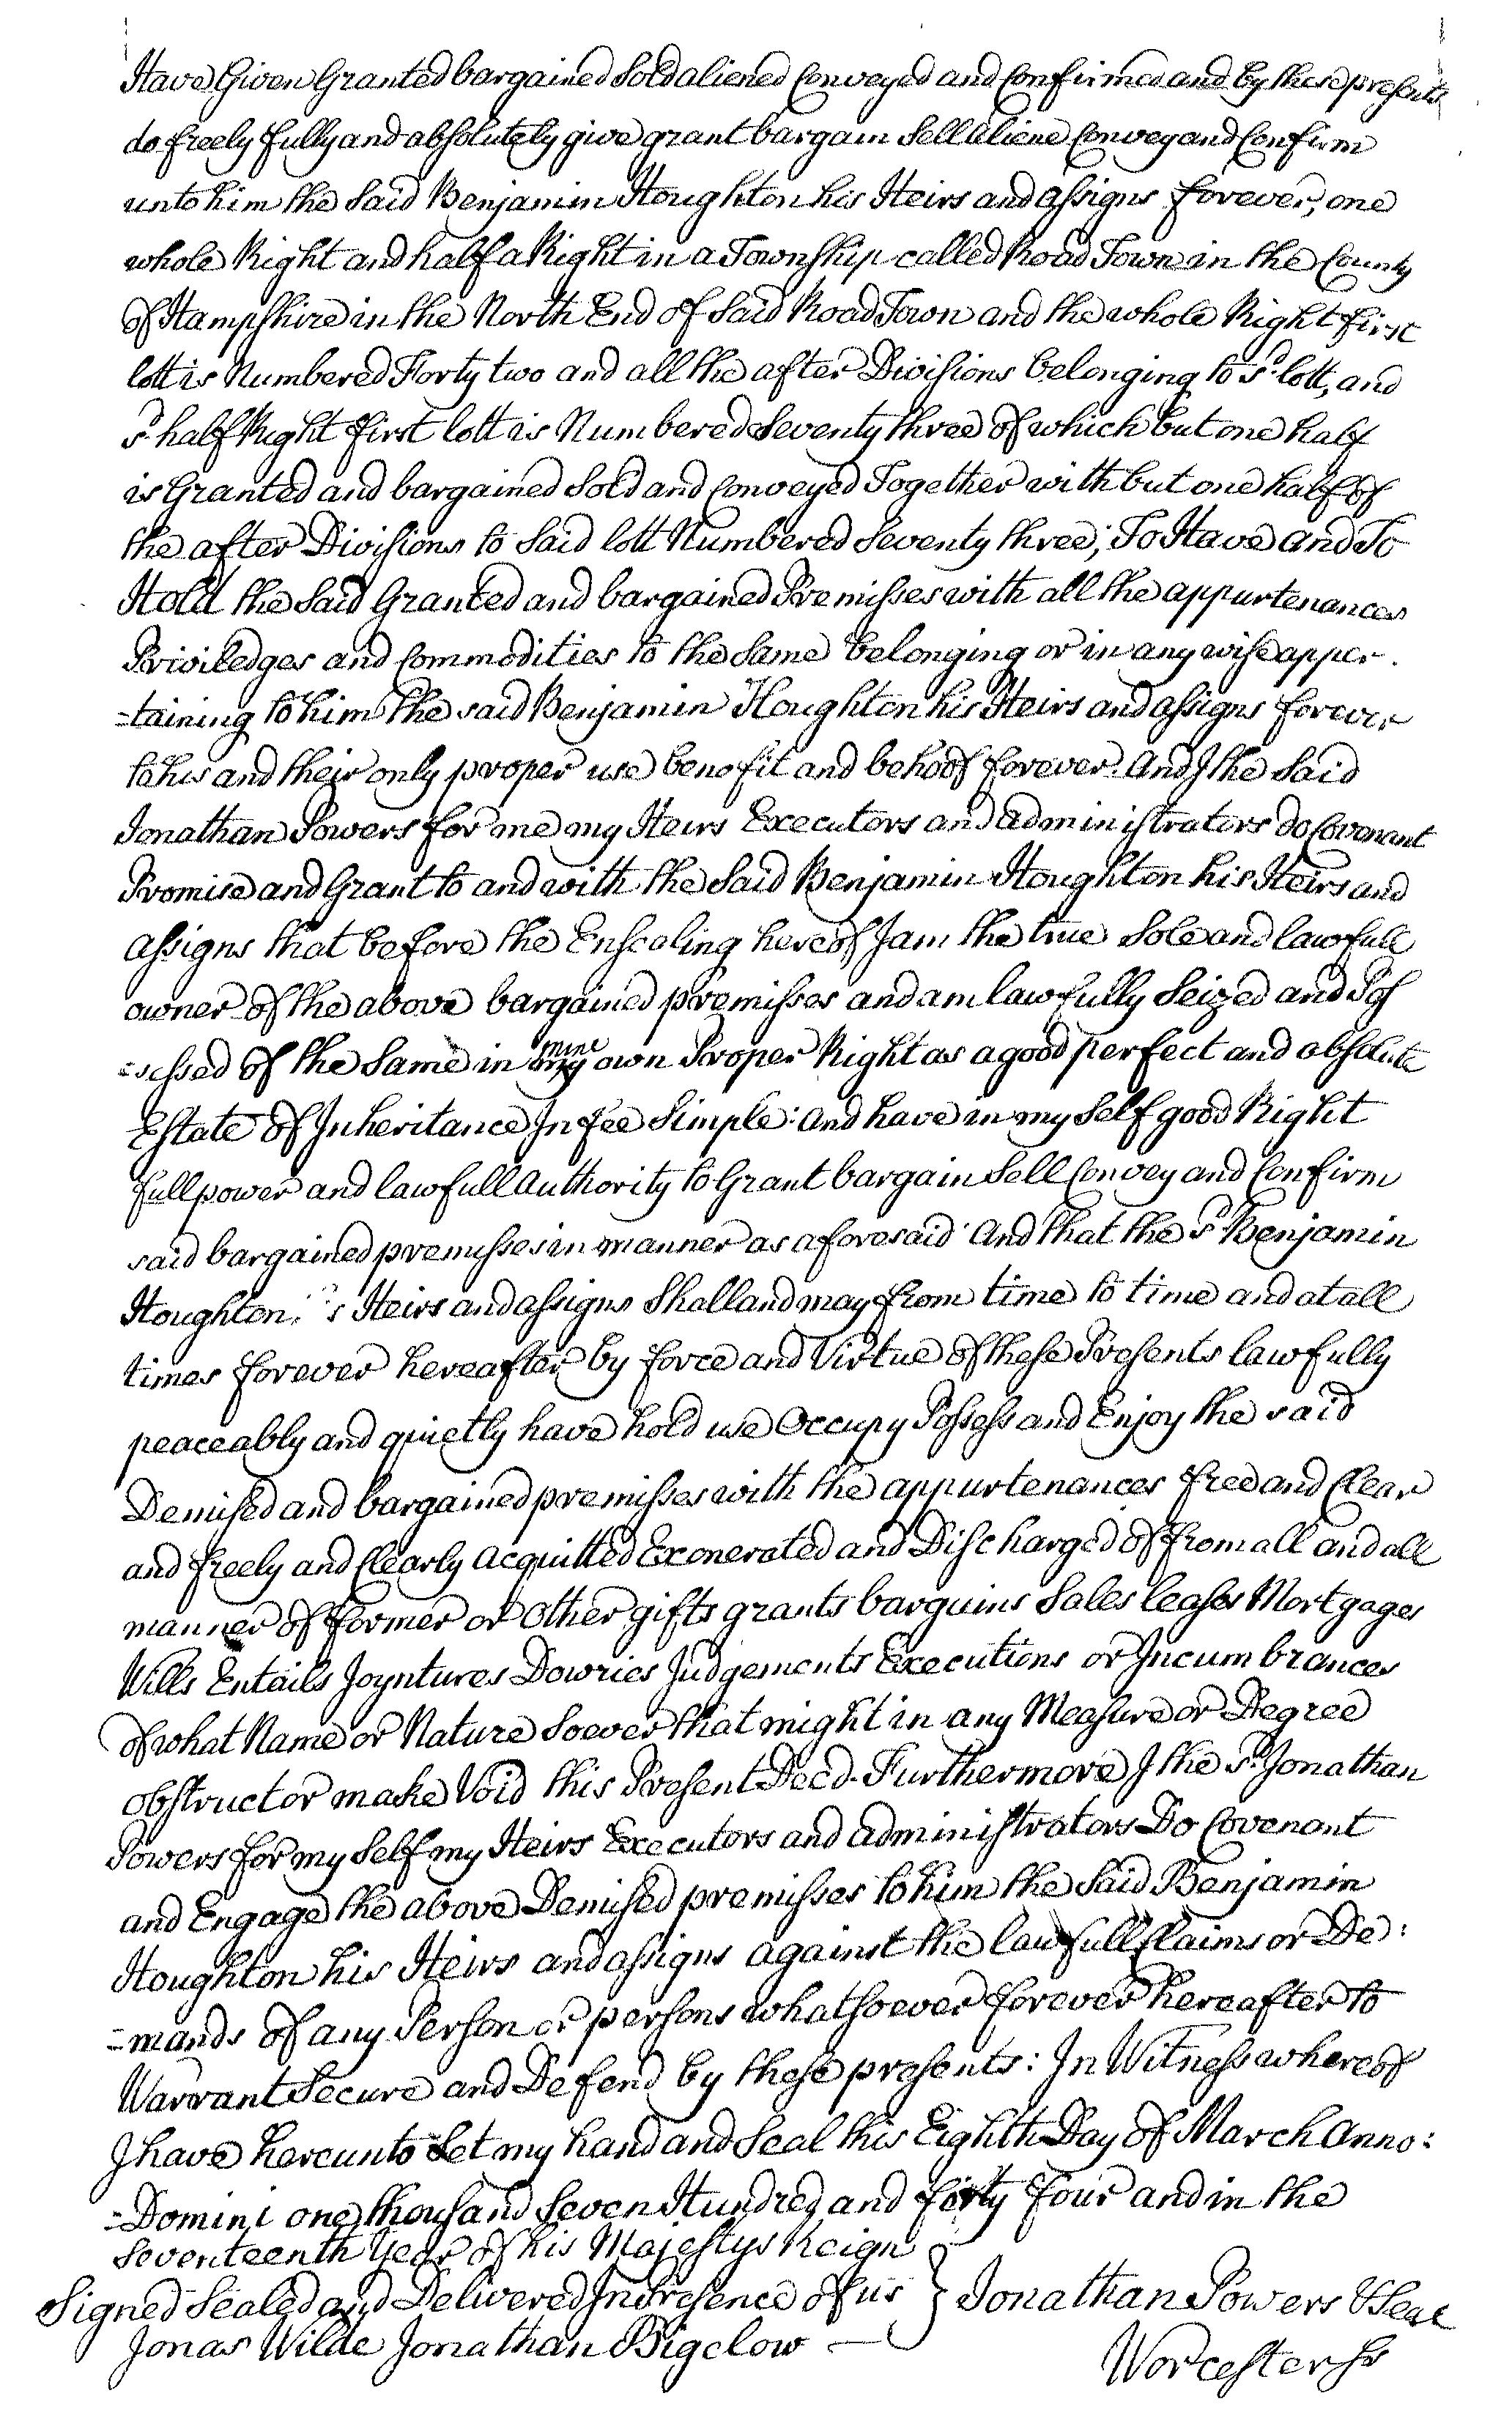 Have Given Granted bargained Sold aliened Conveyed and Confirmed and by these presents
do freely fully and absolutely give grant bargain Sell aliene Convey and Confirm
unto him the Said Benjamin Houghton his Heirs and assigns forever, one
whole Right and half a Right in a Township called Road Town in the County
of Hampshire in the North End of Said Road Town and the whole Right first
lott is Numbered Forty two and all the after Divisions belonging to sd. lott, and
sd. half Right first lott is Numbered Seventy three of which but one half
is Granted and bargained Sold and Conveyed Together with but one half of
the after Divisions to Said lott Numbered Seventy three; To Have and To
Hold the Said Granted and bargained Premisses with all the appurtenances
Priviledges and Commodities to the Same belonging or in any wise apper.
=taining to him the said Benjamin Houghton his Heirs and assigns forever
to his and their only proper use benefit and behoof forever. And I the Said
Jonathan Powers for me my Heirs Executors and administrators do Covenant
Promise and Grant to and with the Said Benjamin Houghton his Heirs and
assigns that before the Ensealing hereof I am the true Sole and lawfull
owner of the above bargained premisses and am lawfully Seized and Pos
=sessed of the Same in mine own Proper Right as a good perfect and absolute
Estate of Inheritance In fee Simple: And have in my Self good Right
full power and lawfull authority to Grant bargain Sell Convey and Confirm
said bargained premisses in manner as aforesaid And that the sd. Benjamin
Houghton Heirs and assigns Shall and may from time to time and at all
times forever hereafter by force and Virtue of these Presents lawfully
peaceably and quietly have hold use Occupy Possess and Enjoy the said
Demised and bargained premisses with the appurtenances free and Clear
and freely and Clearly acquitted Exonerated and Discharged of from all and all
manner of former or other gifts grants bargains Sales leases Mortgages
Wills Entails Joyntures Dowries Judgements Executions or Incumbrances
of what Name or Nature Soever that might in any Measure or Degree
obstruct or make Void this Present Deed. Furthermore I the sd. Jonathan
Powers for my Self my Heirs Executors and administrators Do Covenant
and Engage the above Demised premisses to him the Said Benjamin
Houghton his Heirs and assigns against the lawfull Claims or De:
=mands of any Person or persons whatsoever forever hereafter to
Warrant Secure and Defend by these presents: In Witness whereof
I have hereunto Set my hand and Seal this Eighth Day of March Anno:
=Domini one thousand Seven Hundred and forty four and in the
Seventeenth Year of his Majestys Reign
Signed Sealed and Delivered In Presence of us } Jonathan Powers & Seal
Jonas Wilde Jonathan Bigelow —
Worcester ss